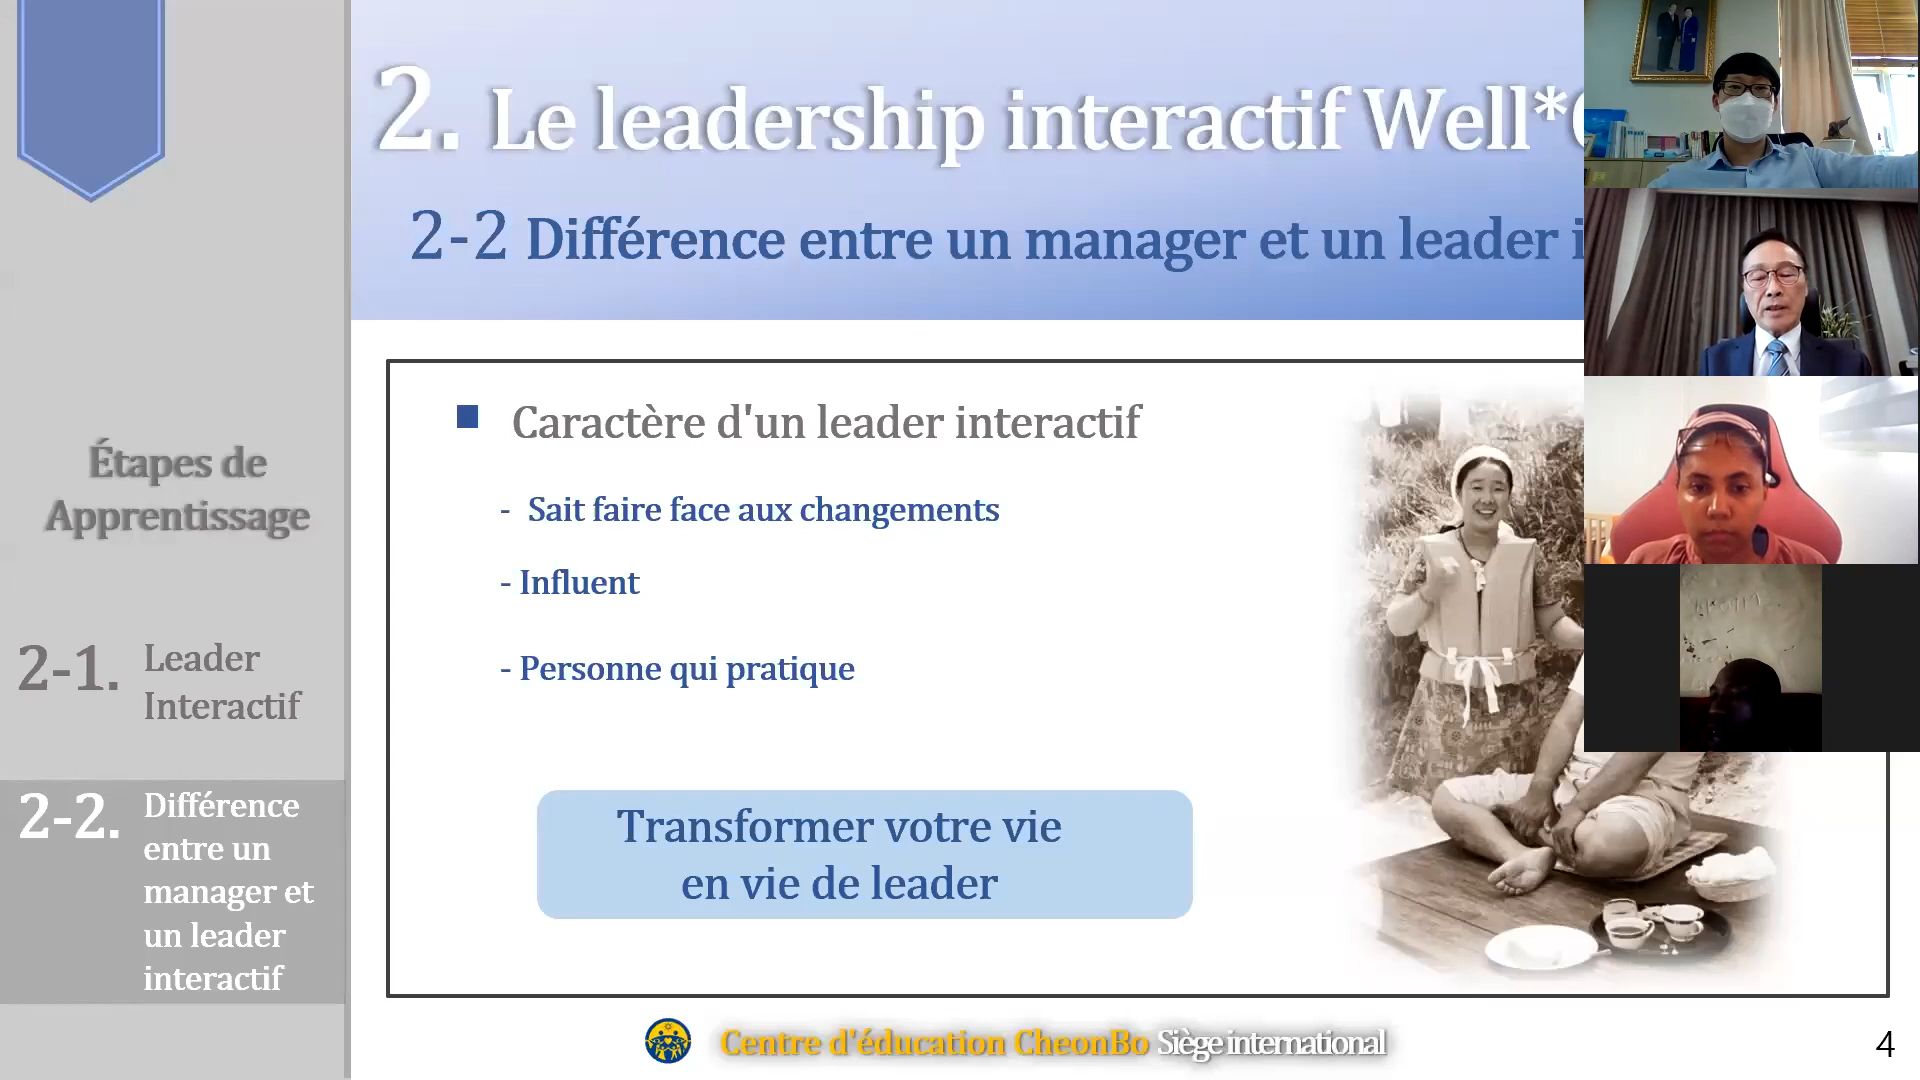 2. Le leadership interactif Well*
2-2 Différence entre un manager et un leader
Étapes de
Apprentissage
2-1. Leader
Interactif
2-2. Différence
entre un
manager et
un leader
interactif
■ Caractère d'un leader interactif
- Sait faire face aux changements
- Influent
- Personne qui pratique
Transformer votre vie
en vie de leader
Centre d'éducation CheonBo Siège international
4